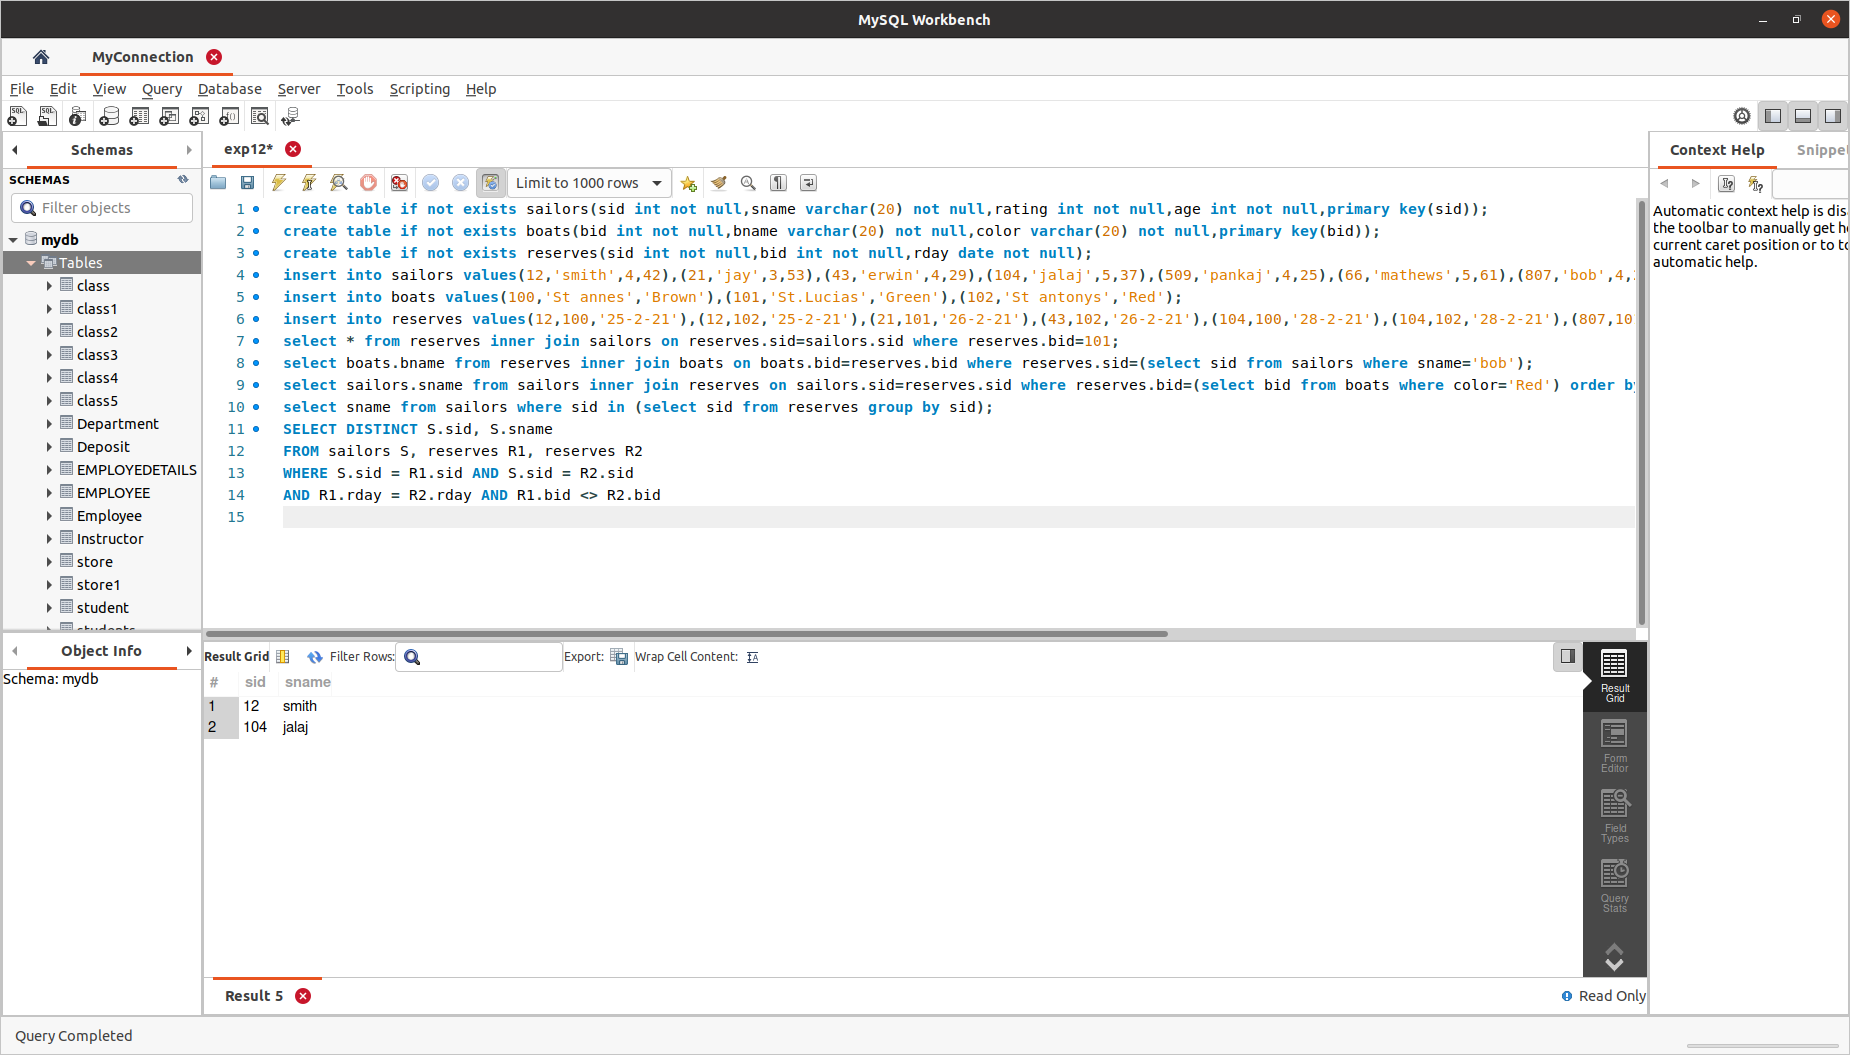 MySQL Workbench
MyConnection
File Edit View Query Database Server Tools Scripting Help
Schemas
exp12*
Context Help
SCHEMAS
Limit to 1000 rows
Filter objects
mydb
Tables
class
class1
class2
class3
class4
class5
Department
Deposit
EMPLOYEDETAILS
EMPLOYEE
Employee
Instructor
store
store1
student
students
1 create table if not exists sailors(sid int not null,sname varchar(20) not null,rating int not null,age int not null,primary key(sid));
2 create table if not exists boats(bid int not null,bname varchar(20) not null,color varchar(20) not null,primary key(bid));
3 create table if not exists reserves(sid int not null,bid int not null,rday date not null);
4 insert into sailors values(12,'smith',4,42),(21,'jay',3,53),(43,'erwin',4,29),(104,'jalaj',5,37),(509,'pankaj',4,25),(66,'mathews',5,61),(807,'bob',4,
5 insert into boats values(100,'St annes','Brown'),(101,'St.Lucias','Green'),(102,'St antonys','Red');
6 insert into reserves values(12,100,'25-2-21'),(12,102,'25-2-21'),(21,101,'26-2-21'),(43,102,'26-2-21'),(104,100,'28-2-21'),(104,102,'28-2-21'),(807,10
7 select * from reserves inner join sailors on reserves.sid=sailors.sid where reserves.bid=101;
8 select boats.bname from reserves inner join boats on boats.bid=reserves.bid where reserves.sid=(select sid from sailors where sname='bob');
9 select sailors.sname from sailors inner join reserves on sailors.sid=reserves.sid where reserves.bid=(select bid from boats where color='Red') order by
10 select sname from sailors where sid in (select sid from reserves group by sid);
11 SELECT DISTINCT S.sid, S.sname
12 FROM sailors S, reserves R1, reserves R2
13 WHERE S.sid = R1.sid AND S.sid = R2.sid
14 AND R1.rday = R2.rday AND R1.bid <> R2.bid
15
Automatic context help is
the toolbar to manually get
current caret position or to
automatic help.
Object Info
Schema: mydb
Result Grid Filter Rows: Export: Wrap Cell Content:
# sid sname
1 12 smith
2 104 jalaj
Result
Grid
Form
Editor
Field
Types
Query
Stats
Result 5
Read Only
Query Completed